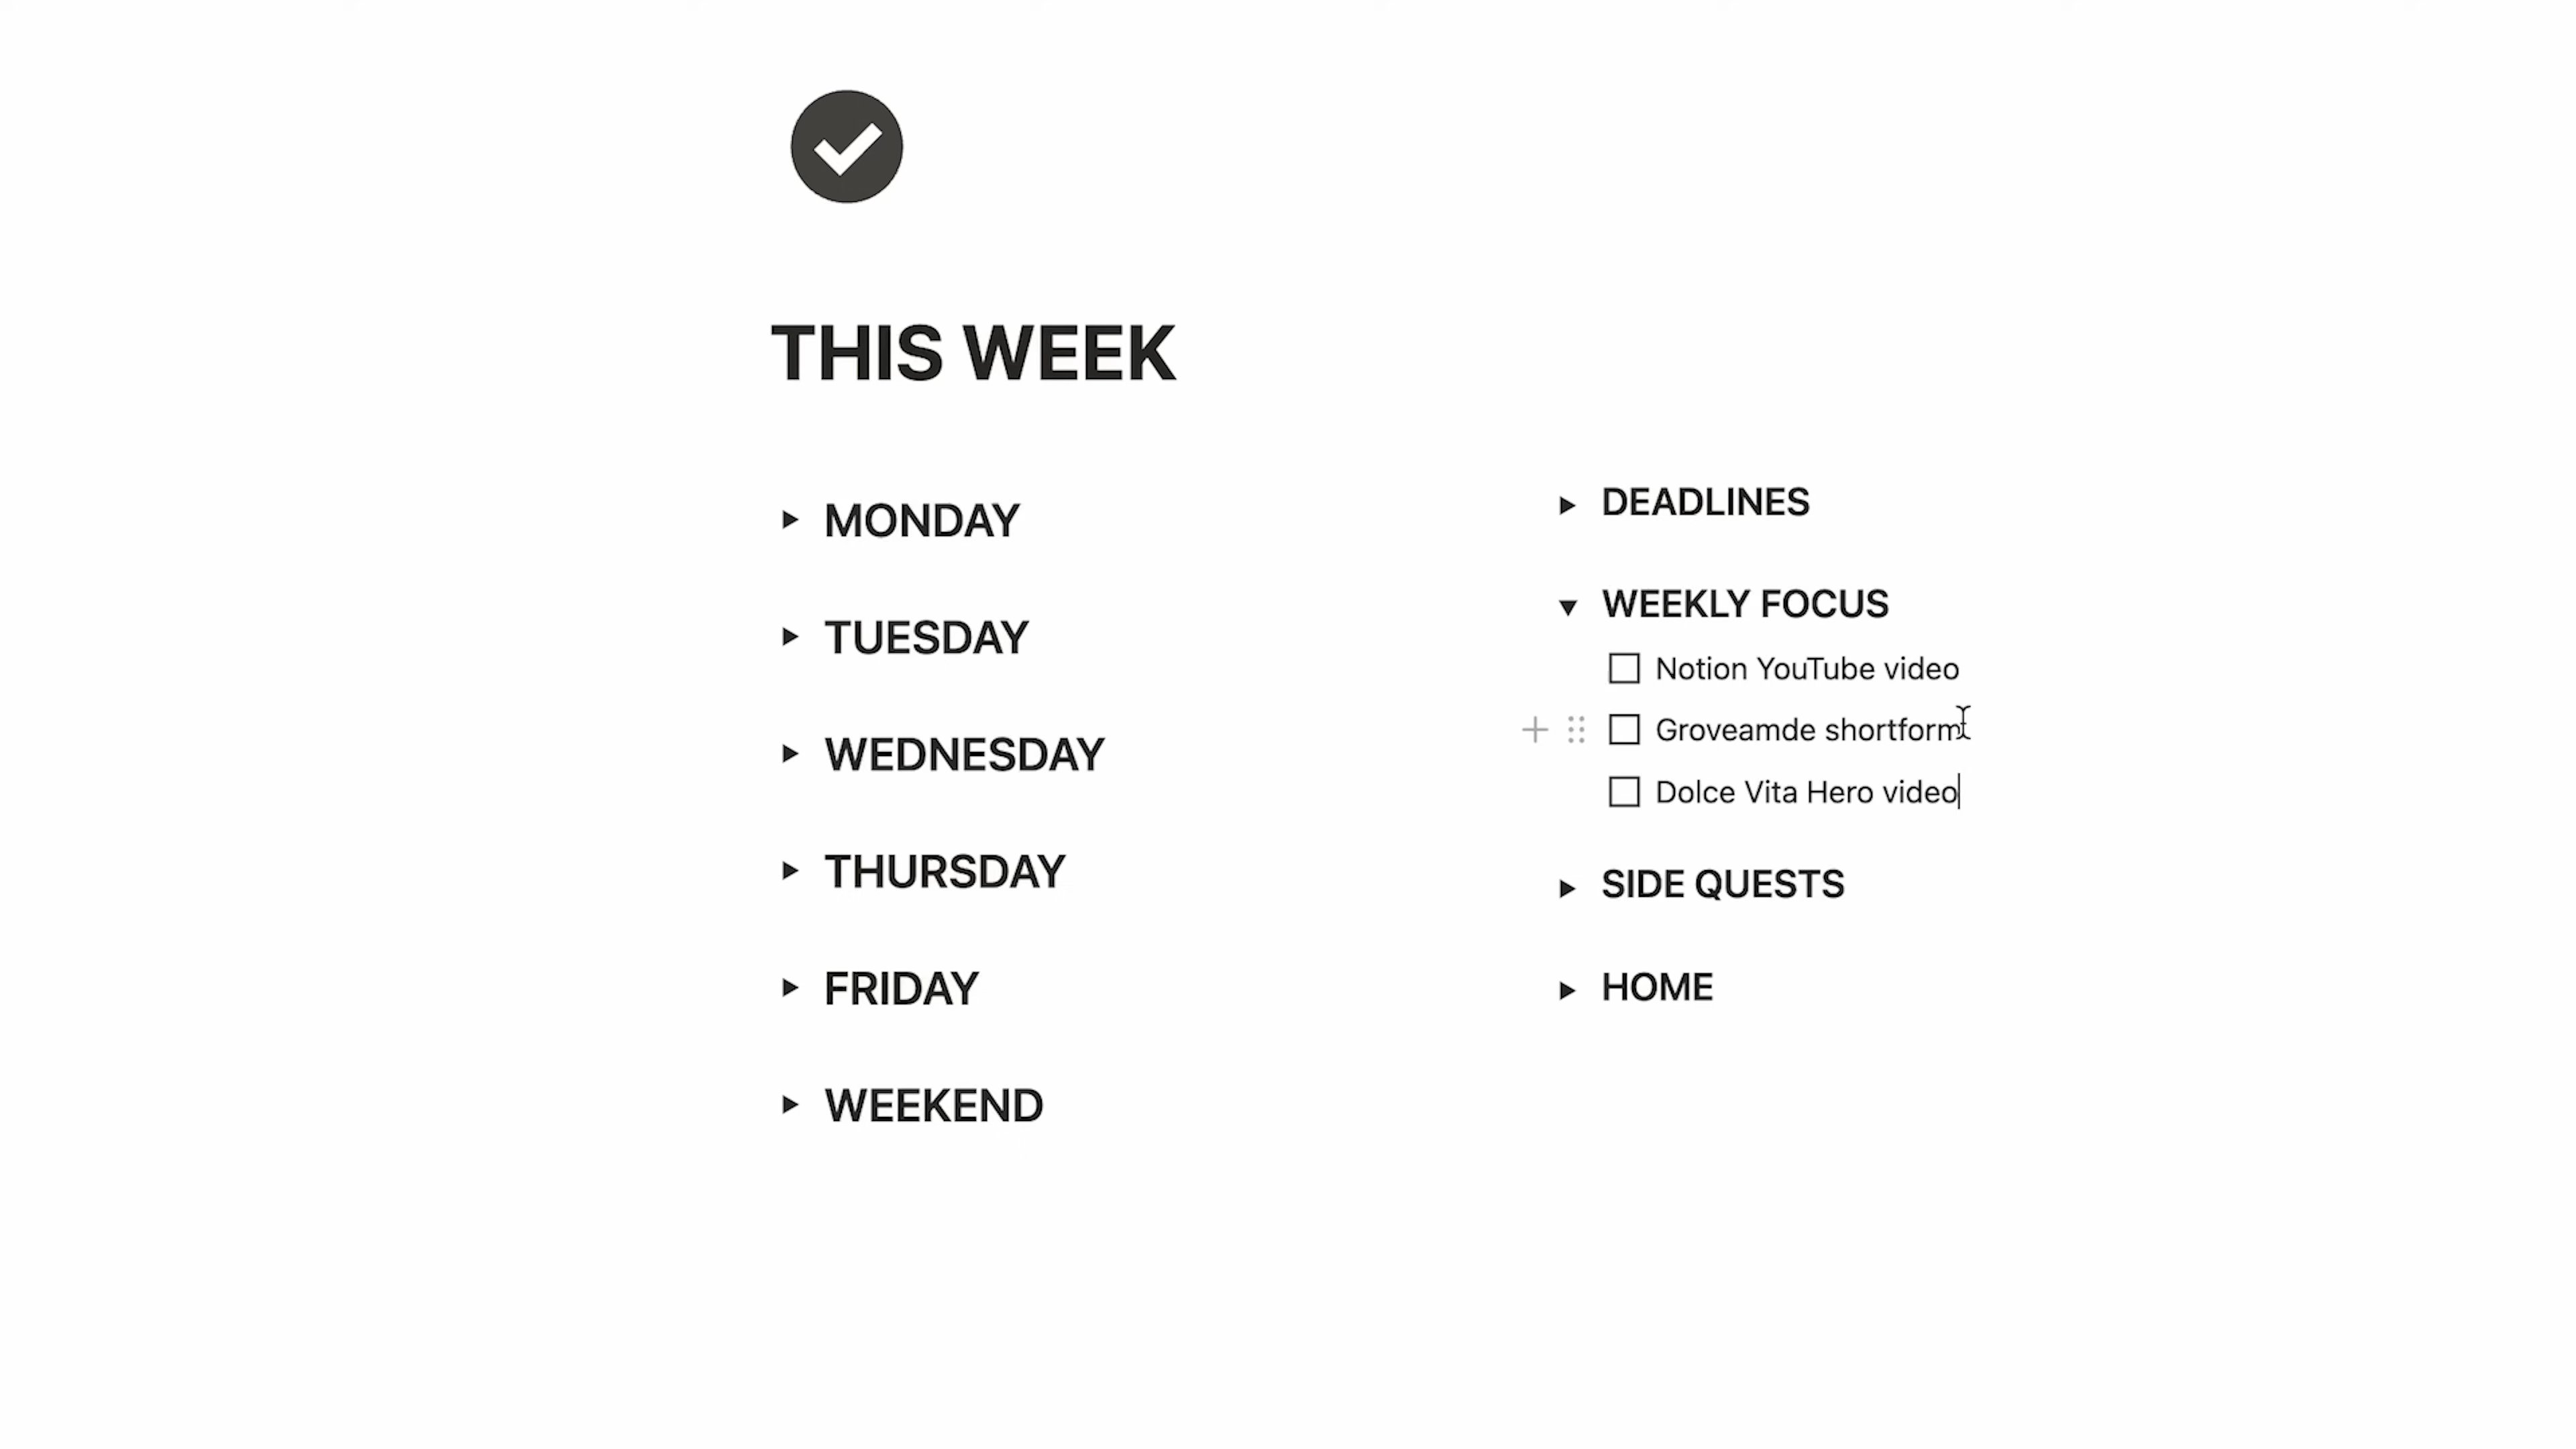 THIS WEEK
MONDAY
TUESDAY
WEDNESDAY
THURSDAY
FRIDAY
WEEKEND
DEADLINES
WEEKLY FOCUS
Notion YouTube video
Groveamde shortform
Dolce Vita Hero video
SIDE QUESTS
HOME